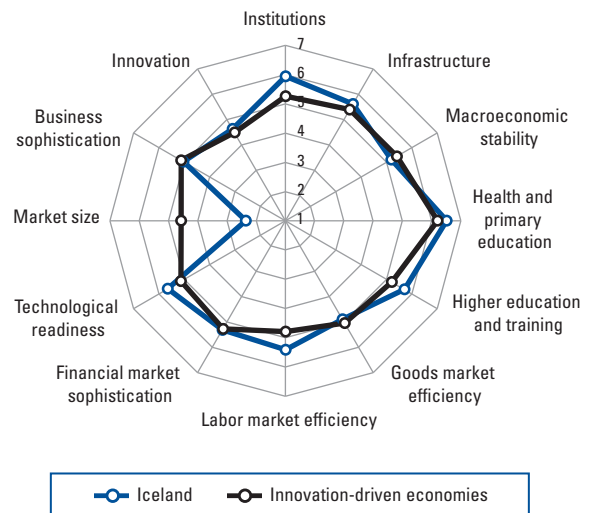 Institutions
Infrastructure
Macroeconomic
stability
Health and
primary
education
Higher education
and training
Goods market
efficiency
Labor market efficiency
Financial market
sophistication
Technological
readiness
Market size
Business
sophistication
Innovation
7
6
5
4
3
2
1
Iceland
Innovation-driven economies